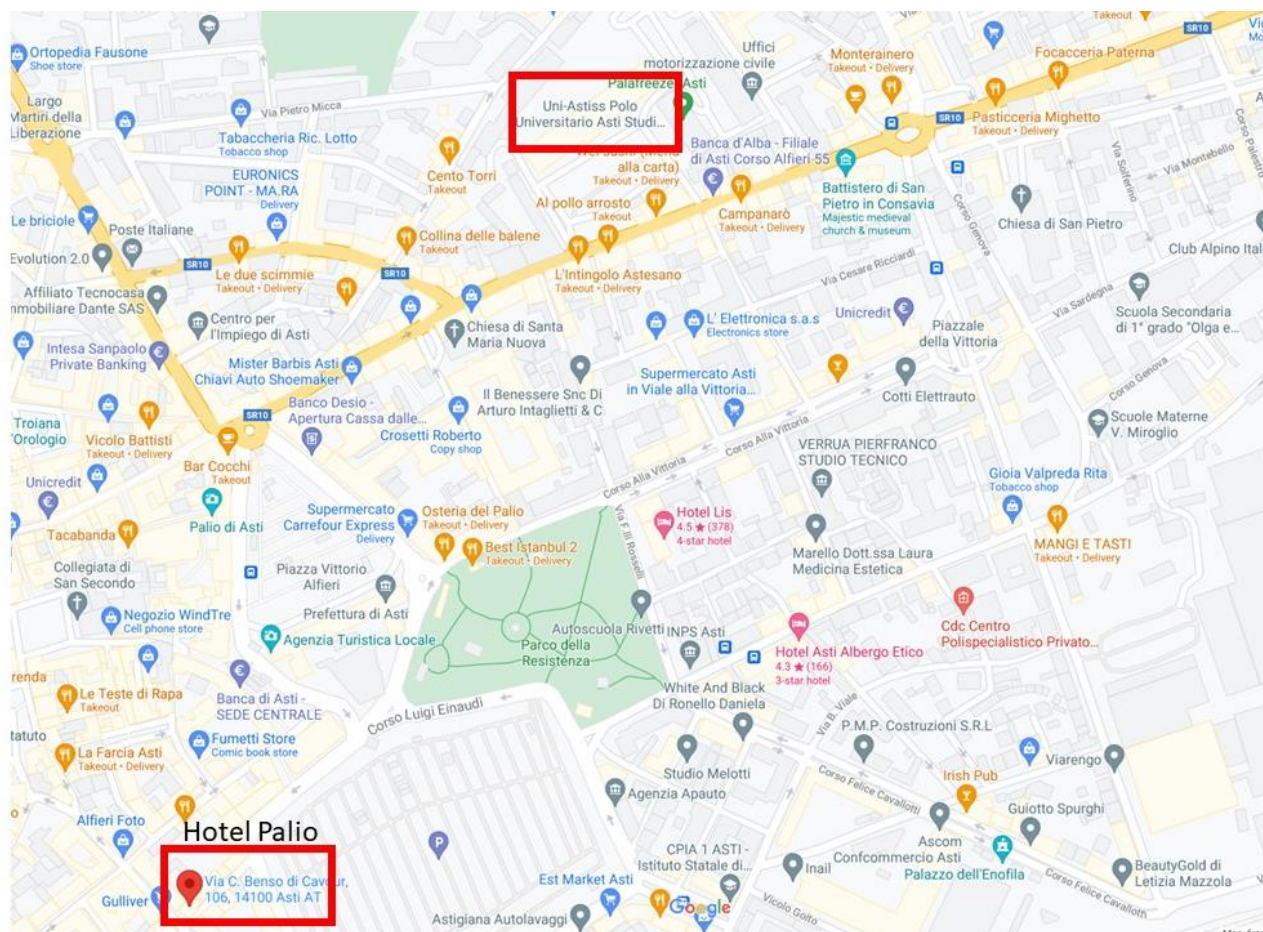 Ortopedia Fausone
Shoe store
Largo
Martiri della
Liberazione
Via Pietro Micca
Tabaccheria Ric. Lotto
Tobacco shop
EURONICS
POINT - MA.RA
Delivery
Le briciole
Poste Italiane
Evolution 2.0
SR10
Le due scimmie
Takeout • Delivery
Affiliato Tecnocasa
mmobiliare Dante SAS
Centro per
l'Impiego di Asti
Intesa Sanpaolo
Private Banking
Mister Barbis Asti
Chiavi Auto Shoemaker
Cento Torri
Takeout
Collina delle balene
Takeout
SR10
Uni-Astiss Polo
Universitario Asti Studi...
Palafreezer Asti
Uffici
motorizzazione civile
alla carta)
Takeout • Delivery
Al pollo arrosto
Takeout
Banca d'Alba - Filiale
di Asti Corso Alfieri 55
Campanarò
Takeout • Delivery
L'Intingolo Astesano
Takeout • Delivery
Takeout
Monterainero
Takeout • Delivery
Focacceria Paterna
Takeout • Delivery
SR10
SR10
Pasticceria Mighetto
Takeout • Delivery
Battistero di San
Pietro in Consavia
Majestic medieval
church & museum
Corso Genova
Via Solferino
Via Montebello
Corso Palestro
Chiesa di San Pietro
Club Alpino Ital
Via Cesare Ricciardi
Via Sardegna
Scuola Secondaria
di 1° grado "Olga e...
Chiesa di Santa
Maria Nuova
L' Elettronica s.a.s
Electronics store
Unicredit
Piazzale
della Vittoria
Il Benessere Snc Di
Arturo Intaglietti & C
Supermercato Asti
in Viale alla Vittoria...
Cotti Elettrauto
Corso Genova
Scuole Materne
V. Miroglio
Troiana
'Orologio
Vicolo Battisti
Takeout • Delivery
SR10
Banco Desio -
Apertura Cassa dalle...
Crosetti Roberto
Copy shop
Bar Cocchi
Takeout
Unicredit
Palio di Asti
Tacabanda
Corso Alla Vittoria
Corso Alla Vittoria
VERRUA PIERFRANCO
STUDIO TECNICO
Gioia Valpreda Rita
Tobacco shop
Supermercato
Carrefour Express
Delivery
Osteria del Palio
Takeout • Delivery
Best Istanbul 2
Takeout • Delivery
Via F.lli Rosselli
Hotel Lis
4.5 ★ (378)
4-star hotel
Marello Dott.ssa Laura
Medicina Estetica
MANGI E TASTI
Takeout • Delivery
Collegiata di
San Secondo
Piazza Vittorio
Alfieri
Prefettura di Asti
Negozio WindTre
Cell phone store
Agenzia Turistica Locale
Parco della
Resistenza
Autoscuola Rivetti
INPS Asti
Hotel Asti Albergo Etico
4.3 ★ (166)
3-star hotel
Cdc Centro
Polispecialistico Privato...
renda
Le Teste di Rapa
Takeout
Banca di Asti -
SEDE CENTRALE
Corso Luigi Einaudi
White And Black
Di Ronello Daniela
Via B. Viale
P.M.P. Costruzioni S.R.L
tatuto
La Farcia Asti
Takeout • Delivery
Fumetti Store
Comic book store
Studio Melotti
Corso Felice Cavallotti
Irish Pub
Viarengo
Agenzia Apauto
Guiotto Spurghi
Alfieri Foto
Hotel Palio
P
CPIA 1 ASTI -
Istituto Statale di...
Inail
Ascom
Confcommercio Asti
Palazzo dell'Enofila
BeautyGold di
Letizia Mazzola
Gulliver
Via C. Benso di Cavour,
106, 14100 Asti AT
Est Market Asti
Google
Astigiana Autolavaggi
Vicolo Goito
Corso Felice Cavallotti